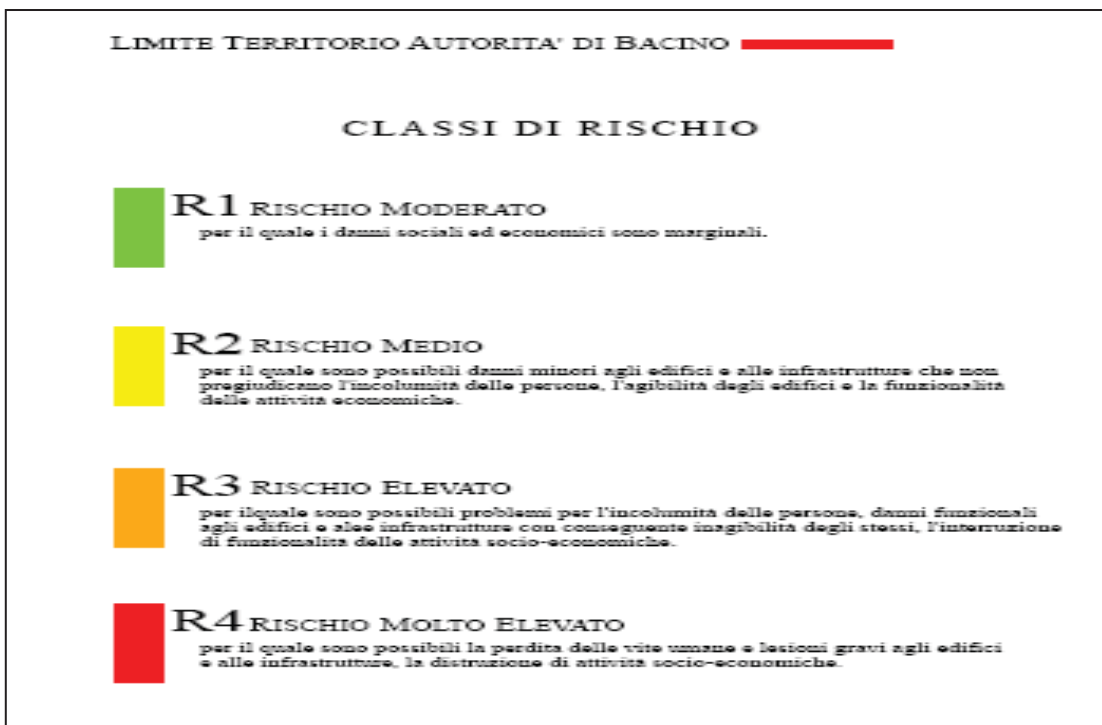 LIMITE TERRITORIO AUTORITA' DI BACINO
CLASSI DI RISCHIO
R1 RISCHIO MODERATO
per il quale i danni sociali ed economici sono marginali.
R2 RISCHIO MEDIO
per il quale sono possibili danni minori agli edifici e alle infrastrutture che non
pregiudicano l'incolumità delle persone, l'agibilità degli edifici e la funzionalità
delle attività economiche.
R3 RISCHIO ELEVATO
per ilquale sono possibili problemi per l'incolumità delle persone, danni funzionali
agli edifici e alee infrastrutture con conseguente inagibilità degli stessi, l'interruzione
di funzionalità delle attività socio-economiche.
R4 RISCHIO MOLTO ELEVATO
per il quale sono possibili la perdita delle vite umane e lesioni gravi agli edifici
e alle infrastrutture, la distruzione di attività socio-economiche.